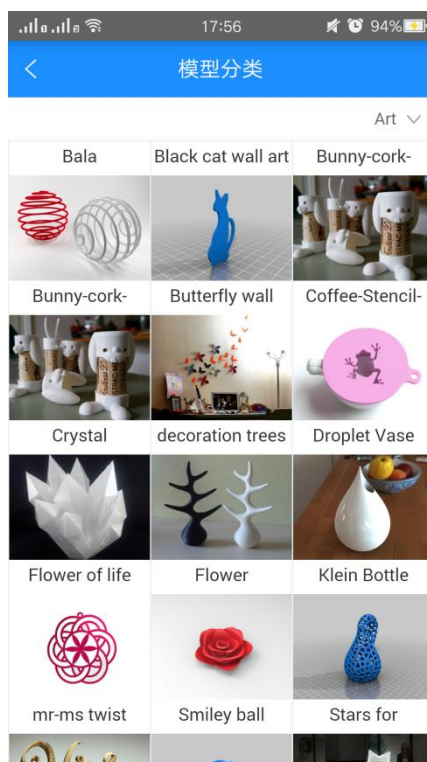 17:56
94%
模型分类
Art
Bala
Black cat wall art
Bunny-cork-
Bunny-cork-
Butterfly wall
Coffee-Stencil-
Crystal
decoration trees
Droplet Vase
Flower of life
Flower
Klein Bottle
mr-ms twist
Smiley ball
Stars for